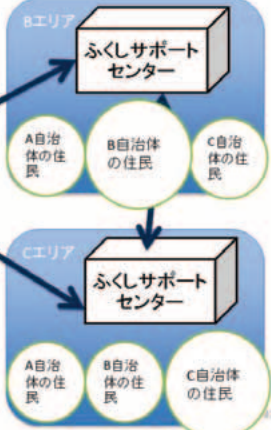 Bエリア
ふくしサポート
センター
A自治
体の住
民
B自治体
の住民
C自治
体の住
民
Cエリア
ふくしサポート
センター
A自治
体の住
民
B自治
体の住
民
C自治体
の住民